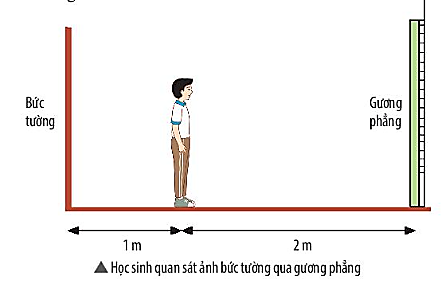 Bức
tường
Gương
phẳng
1 m
2 m
▲ Học sinh quan sát ảnh bức tường qua gương phẳng